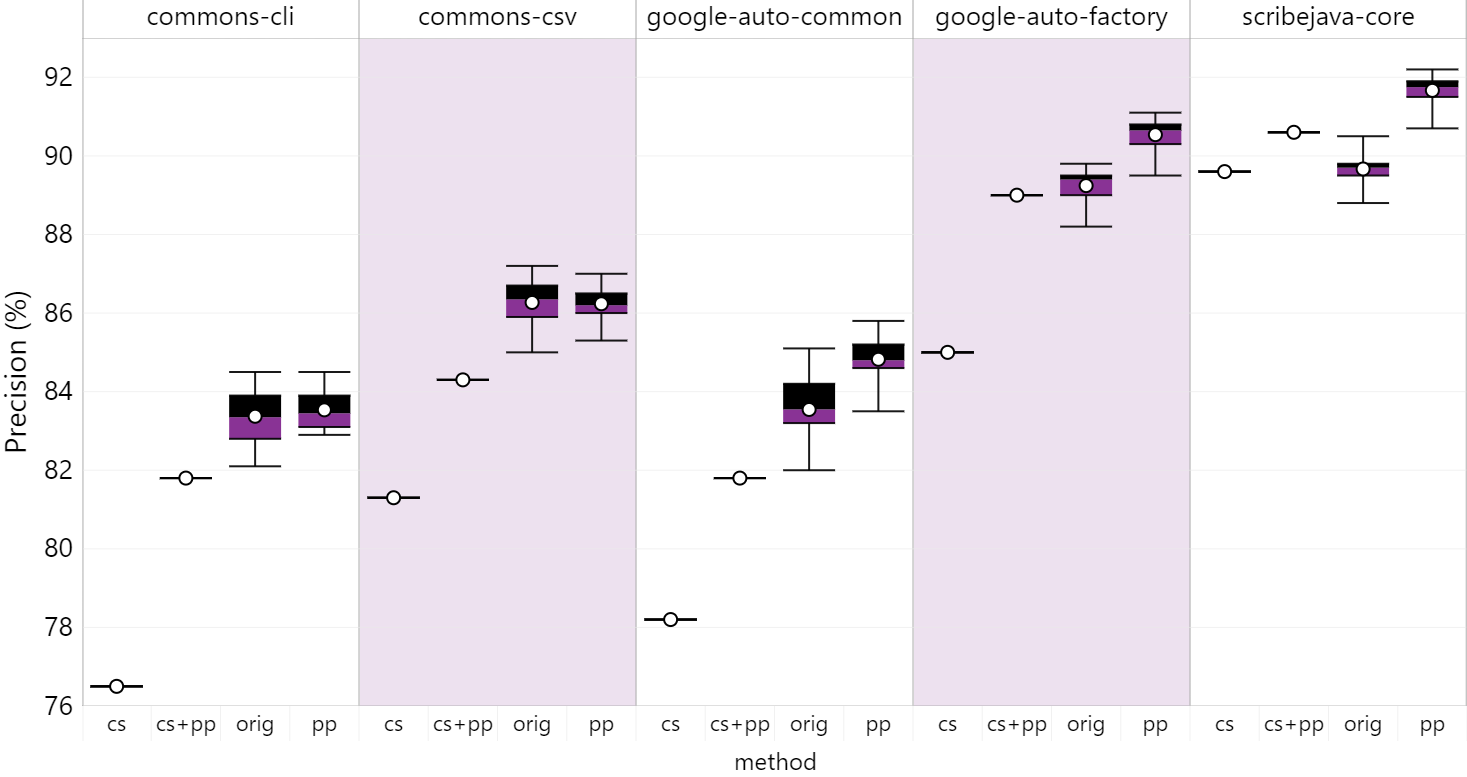 commons-cli commons-csv google-auto-common google-auto-factory scribejava-core
92
90
88
86
84
82
80
78
76
Precision (%)
cs cs+pp orig pp cs cs+pp orig pp cs cs+pp orig pp cs cs+pp orig pp cs cs+pp orig pp
method